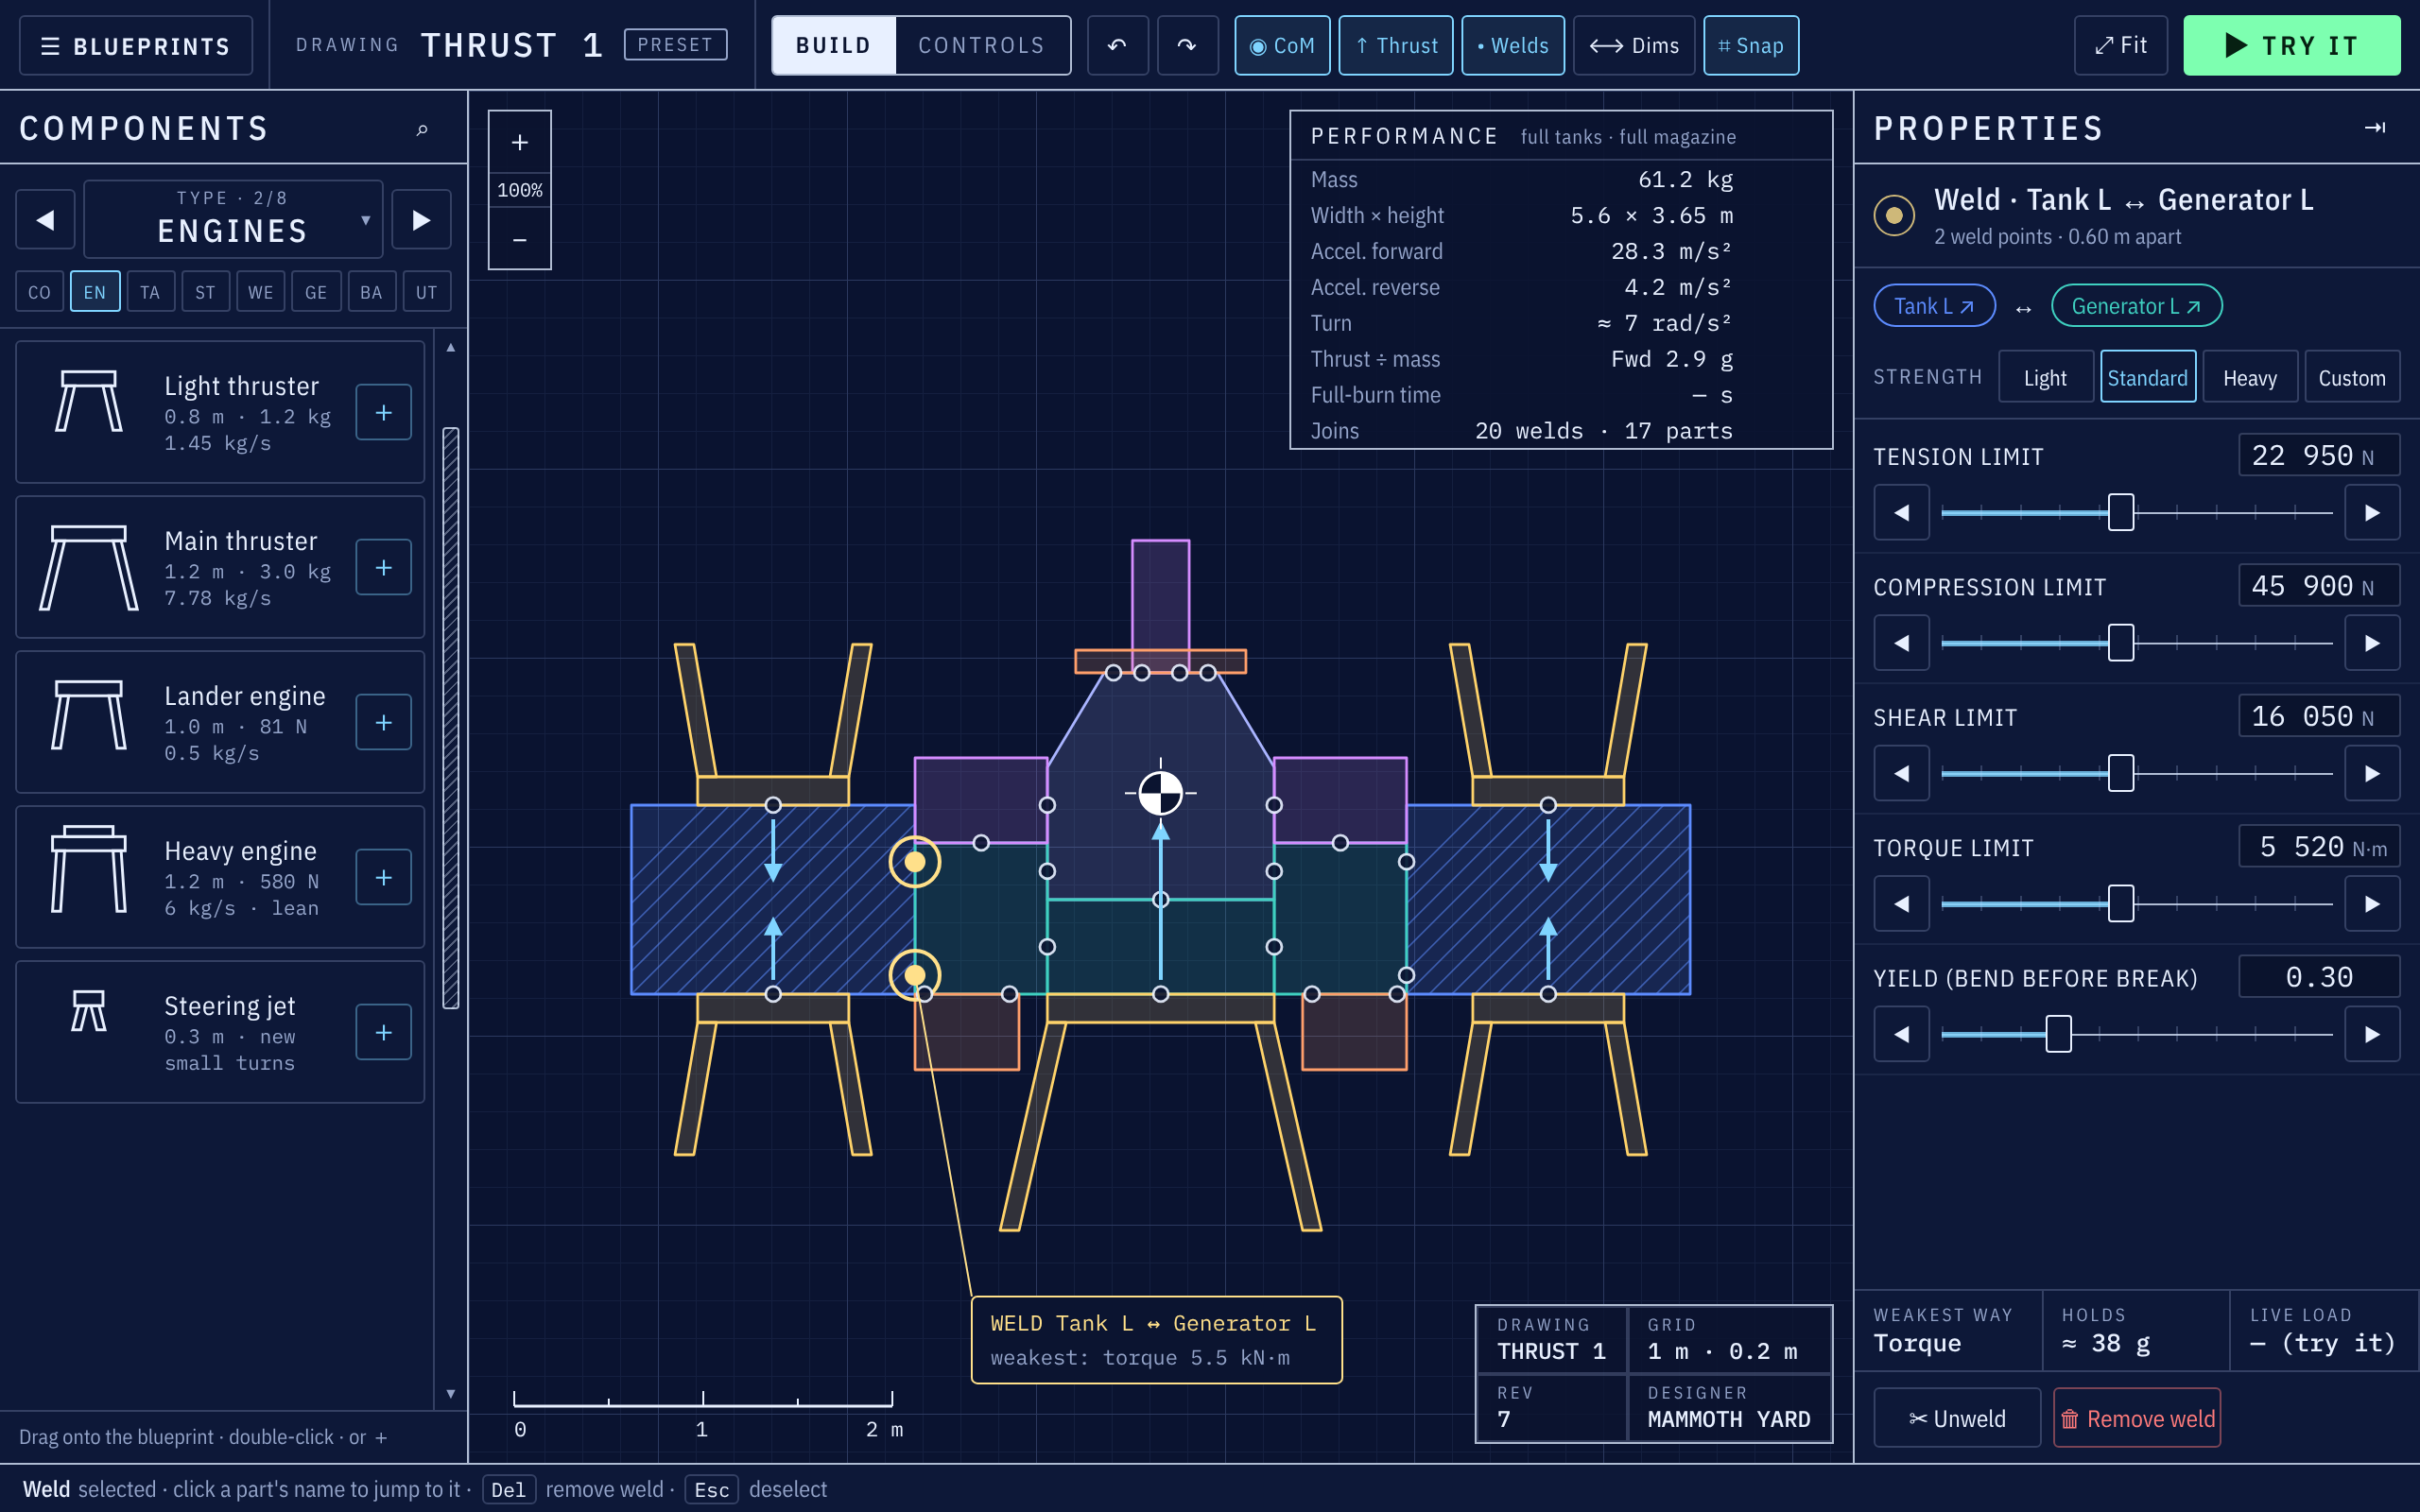 ☰ BLUEPRINTS
DRAWING THRUST 1 PRESET
BUILD CONTROLS
↶ ↷
◉ CoM ↑ Thrust • Welds ⟷ Dims ⌗ Snap
⤢ Fit
▶ TRY IT
COMPONENTS
TYPE · 2/8
ENGINES
CO EN TA ST WE GE BA UT
Light thruster
0.8 m · 1.2 kg
1.45 kg/s
+
Main thruster
1.2 m · 3.0 kg
7.78 kg/s
+
Lander engine
1.0 m · 81 N
0.5 kg/s
+
Heavy engine
1.2 m · 580 N
6 kg/s · lean
+
Steering jet
0.3 m · new
small turns
+
Drag onto the blueprint · double-click · or +
+
100%
−
PERFORMANCE full tanks · full magazine
Mass 61.2 kg
Width × height 5.6 × 3.65 m
Accel. forward 28.3 m/s²
Accel. reverse 4.2 m/s²
Turn ≈ 7 rad/s²
Thrust ÷ mass Fwd 2.9 g
Full-burn time — s
Joins 20 welds · 17 parts
WELD Tank L ↔ Generator L
weakest: torque 5.5 kN·m
0 1 2 m
DRAWING
THRUST 1
GRID
1 m · 0.2 m
REV
7
DESIGNER
MAMMOTH YARD
PROPERTIES
Weld · Tank L ↔ Generator L
2 weld points · 0.60 m apart
Tank L ↗ ↔ Generator L ↗
STRENGTH Light Standard Heavy Custom
TENSION LIMIT 22 950 N
COMPRESSION LIMIT 45 900 N
SHEAR LIMIT 16 050 N
TORQUE LIMIT 5 520 N·m
YIELD (BEND BEFORE BREAK) 0.30
WEAKEST WAY
Torque
HOLDS
≈ 38 g
LIVE LOAD
— (try it)
✂ Unweld
🗑 Remove weld
Weld selected · click a part's name to jump to it · Del remove weld · Esc deselect